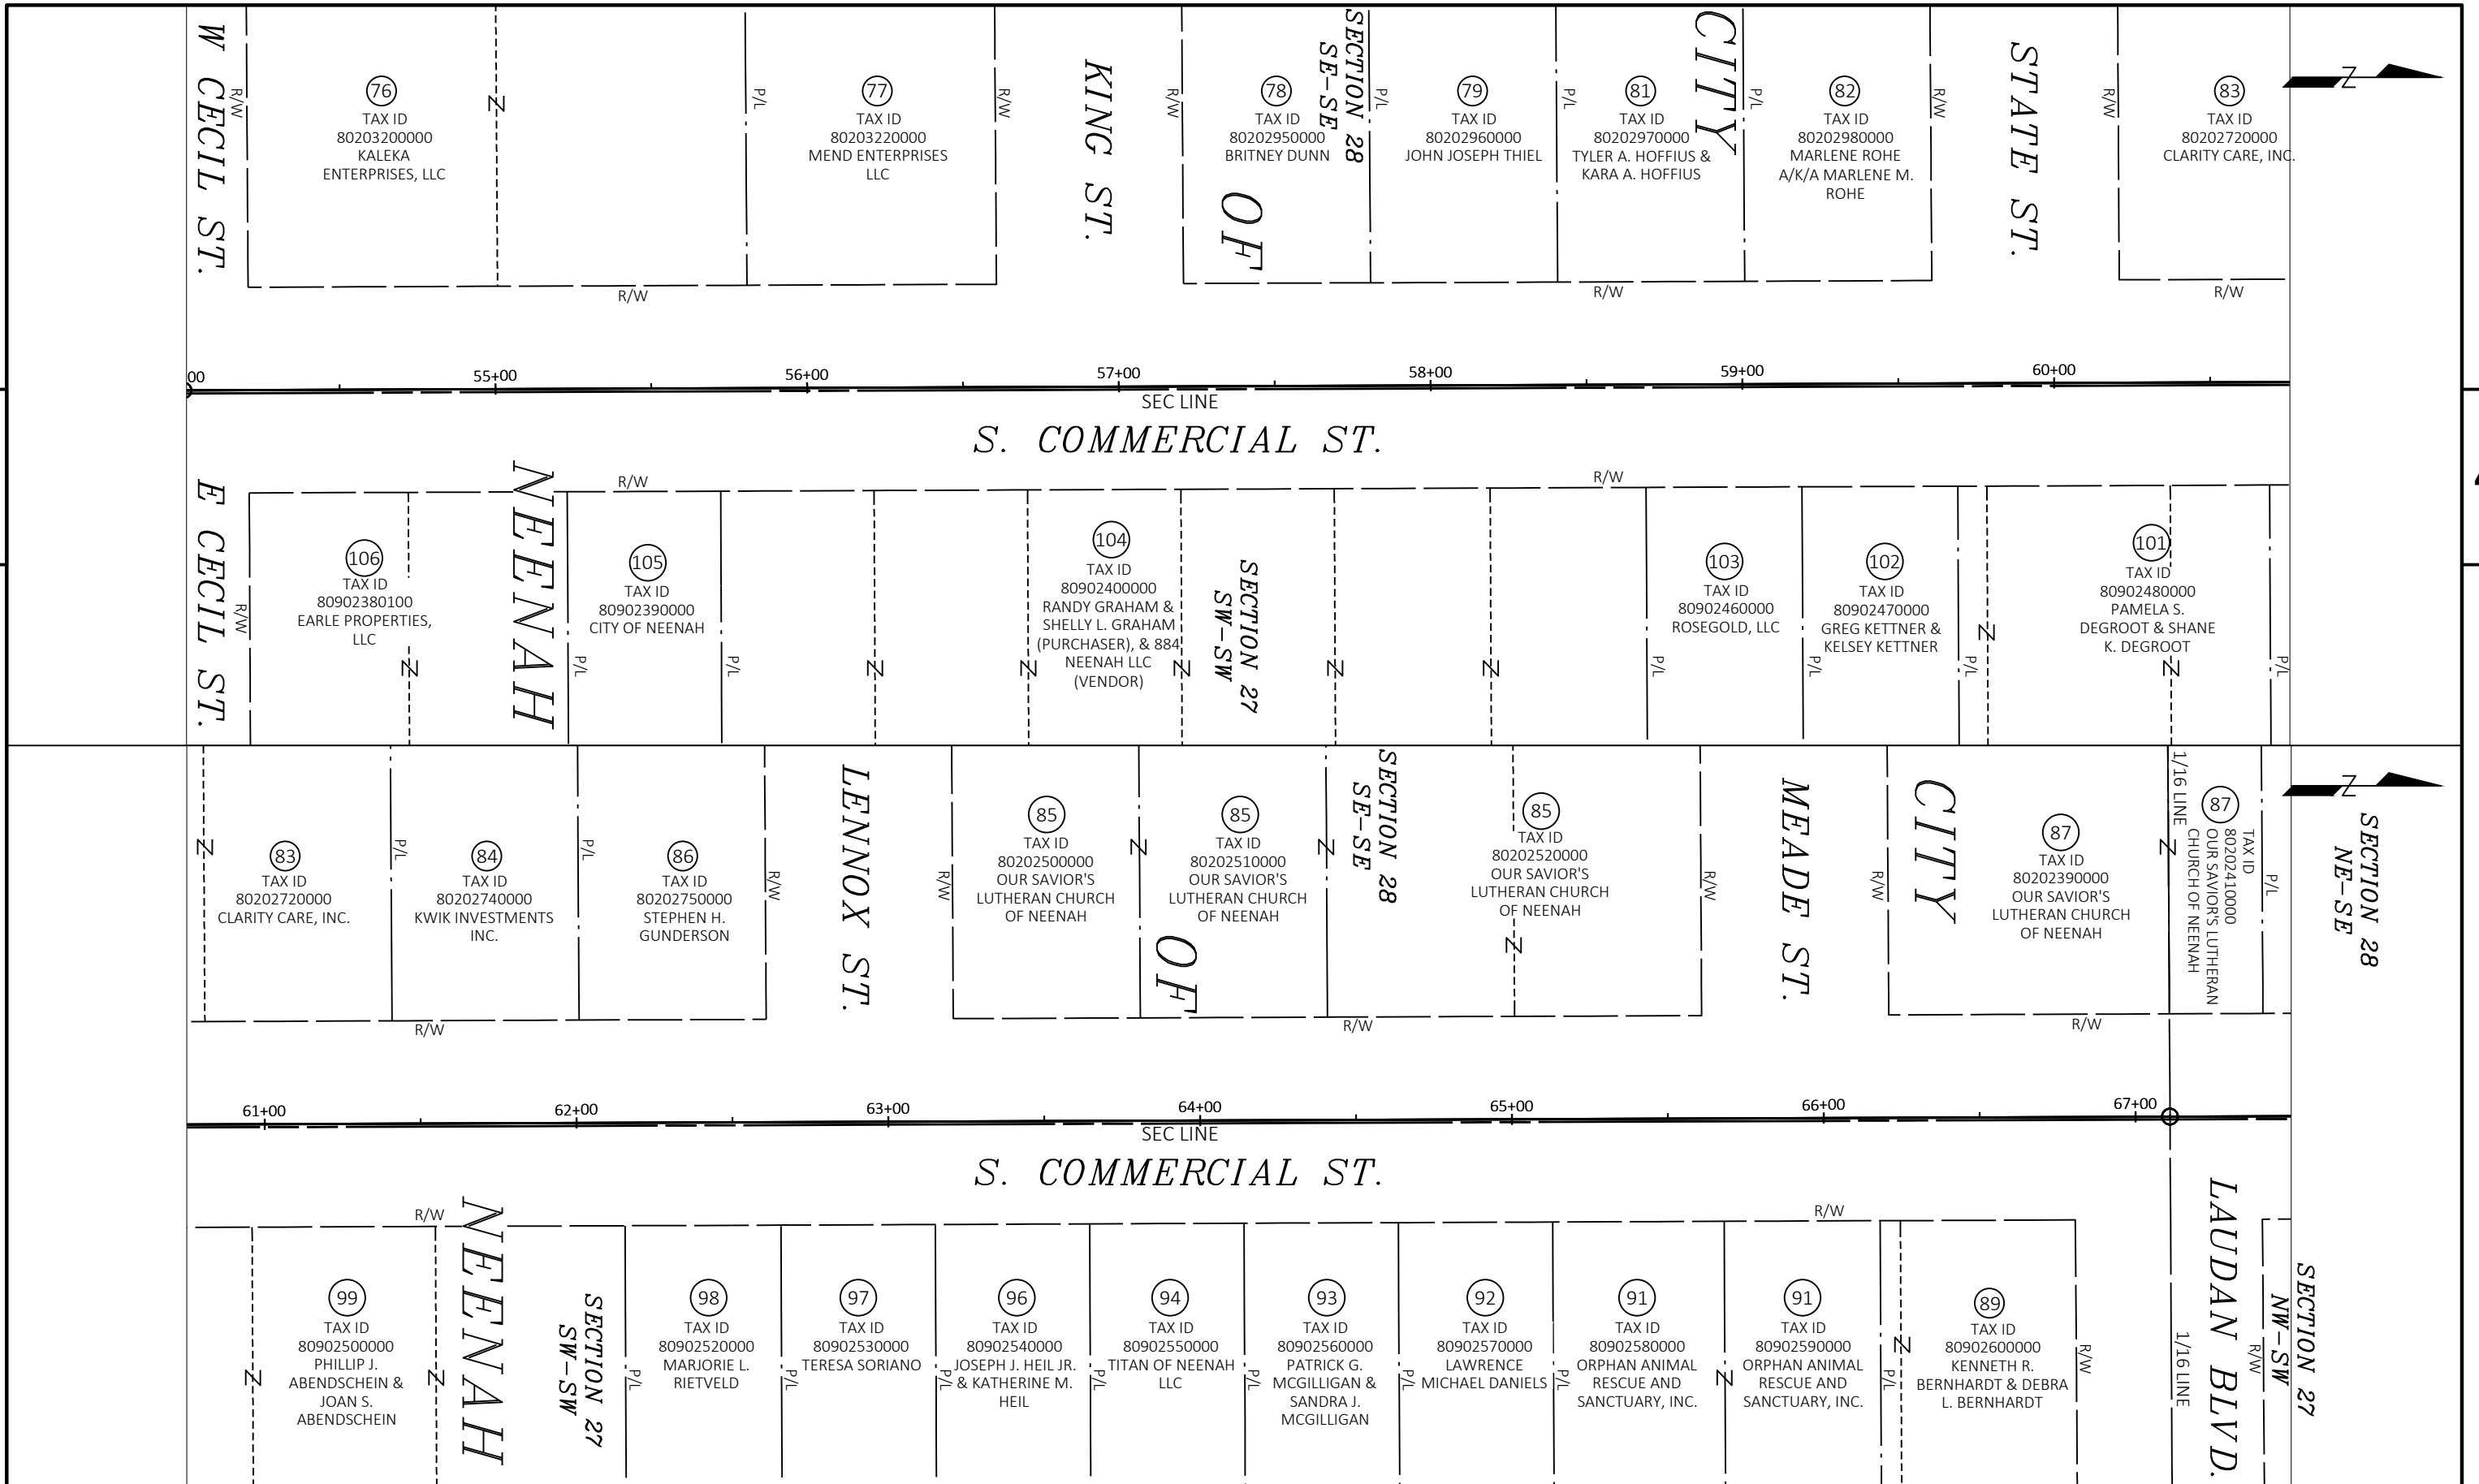 W CECIL ST.
R/W
76
TAX ID
80203200000
KALEKA
ENTERPRISES, LLC
Z
P/L
77
TAX ID
80203220000
MEND ENTERPRISES
LLC
R/W
R/W
KING ST.
R/W
78
TAX ID
80202950000
BRITNEY DUNN
OF
SECTION 28
SE-SE
P/L
79
TAX ID
80202960000
JOHN JOSEPH THIEL
P/L
81
TAX ID
80202970000
TYLER A. HOFFIUS &
KARA A. HOFFIUS
CITY
P/L
82
TAX ID
80202980000
MARLENE ROHE
A/K/A MARLENE M.
ROHE
R/W
R/W
STATE ST.
R/W
83
TAX ID
80202720000
CLARITY CARE, INC.
R/W
Z
00
55+00
56+00
57+00
58+00
59+00
60+00
SEC LINE
S. COMMERCIAL ST.
E CECIL ST.
R/W
106
TAX ID
80902380100
EARLE PROPERTIES,
LLC
Z
NEENAH
R/W
P/L
105
TAX ID
80902390000
CITY OF NEENAH
P/L
Z
Z
104
TAX ID
80902400000
RANDY GRAHAM &
SHELLY L. GRAHAM
(PURCHASER), & 884
NEENAH LLC
(VENDOR)
Z
SECTION 27
SW-SW
Z
Z
R/W
P/L
103
TAX ID
80902460000
ROSEGOLD, LLC
P/L
102
TAX ID
80902470000
GREG KETTNER &
KELSEY KETTNER
P/L
Z
101
TAX ID
80902480000
PAMELA S.
DEGROOT & SHANE
K. DEGROOT
Z
P/L
Z
83
TAX ID
80202720000
CLARITY CARE, INC.
P/L
84
TAX ID
80202740000
KWIK INVESTMENTS
INC.
R/W
P/L
86
TAX ID
80202750000
STEPHEN H.
GUNDERSON
R/W
LENNOX ST.
R/W
85
TAX ID
80202500000
OUR SAVIOR'S
LUTHERAN CHURCH
OF NEENAH
Z
OF
85
TAX ID
80202510000
OUR SAVIOR'S
LUTHERAN CHURCH
OF NEENAH
Z
SECTION 28
SE-SE
R/W
85
TAX ID
80202520000
OUR SAVIOR'S
LUTHERAN CHURCH
OF NEENAH
Z
R/W
MEADE ST.
R/W
CITY
87
TAX ID
80202390000
OUR SAVIOR'S
LUTHERAN CHURCH
OF NEENAH
R/W
1/16 LINE
Z
87
TAX ID
80202410000
OUR SAVIOR'S LUTHERAN
CHURCH OF NEENAH
P/L
Z
SECTION 28
NE-SE
61+00
62+00
63+00
64+00
65+00
66+00
67+00
SEC LINE
S. COMMERCIAL ST.
Z
99
TAX ID
80902500000
PHILLIP J.
ABENDSCHEIN &
JOAN S.
ABENDSCHEIN
R/W
Z
NEENAH
SECTION 27
SW-SW
P/L
98
TAX ID
80902520000
MARJORIE L.
RIETVELD
P/L
97
TAX ID
80902530000
TERESA SORIANO
P/L
96
TAX ID
80902540000
JOSEPH J. HEIL JR.
& KATHERINE M.
HEIL
P/L
94
TAX ID
80902550000
TITAN OF NEENAH
LLC
P/L
93
TAX ID
80902560000
PATRICK G.
MCGILLIGAN &
SANDRA J.
MCGILLIGAN
P/L
92
TAX ID
80902570000
LAWRENCE
MICHAEL DANIELS
P/L
91
TAX ID
80902580000
ORPHAN ANIMAL
RESCUE AND
SANCTUARY, INC.
Z
91
TAX ID
80902590000
ORPHAN ANIMAL
RESCUE AND
SANCTUARY, INC.
R/W
P/L
Z
89
TAX ID
80902600000
KENNETH R.
BERNHARDT & DEBRA
L. BERNHARDT
R/W
1/16 LINE
LAUDAN BLVD.
R/W
SECTION 27
NW-SW